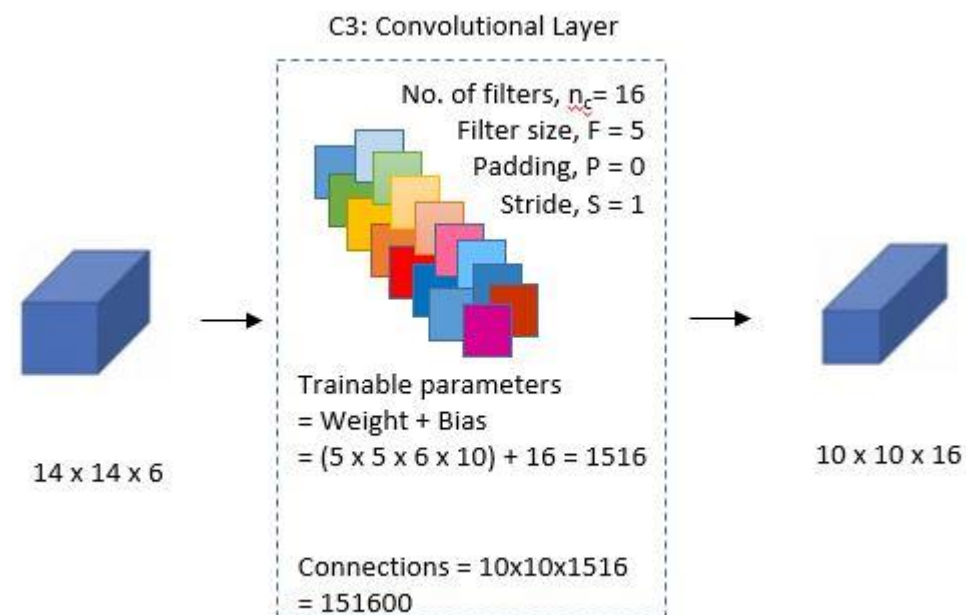 C3: Convolutional Layer
No. of filters, nc= 16
Filter size, F = 5
Padding, P = 0
Stride, S = 1
Trainable parameters
= Weight + Bias
= (5 x 5 x 6 x 10) + 16 = 1516
Connections = 10x10x1516
= 151600
14 x 14 x 6
10 x 10 x 16